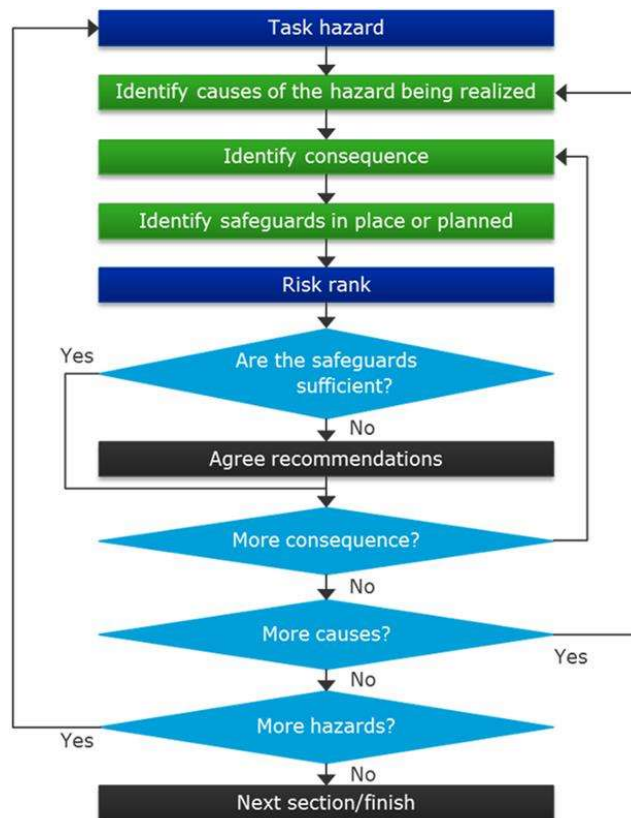 Task hazard
Identify causes of the hazard being realized
Identify consequence
Identify safeguards in place or planned
Risk rank
Yes
Are the safeguards
sufficient?
No
Agree recommendations
More consequence?
No
More causes?
Yes
No
More hazards?
Yes
No
Next section/finish